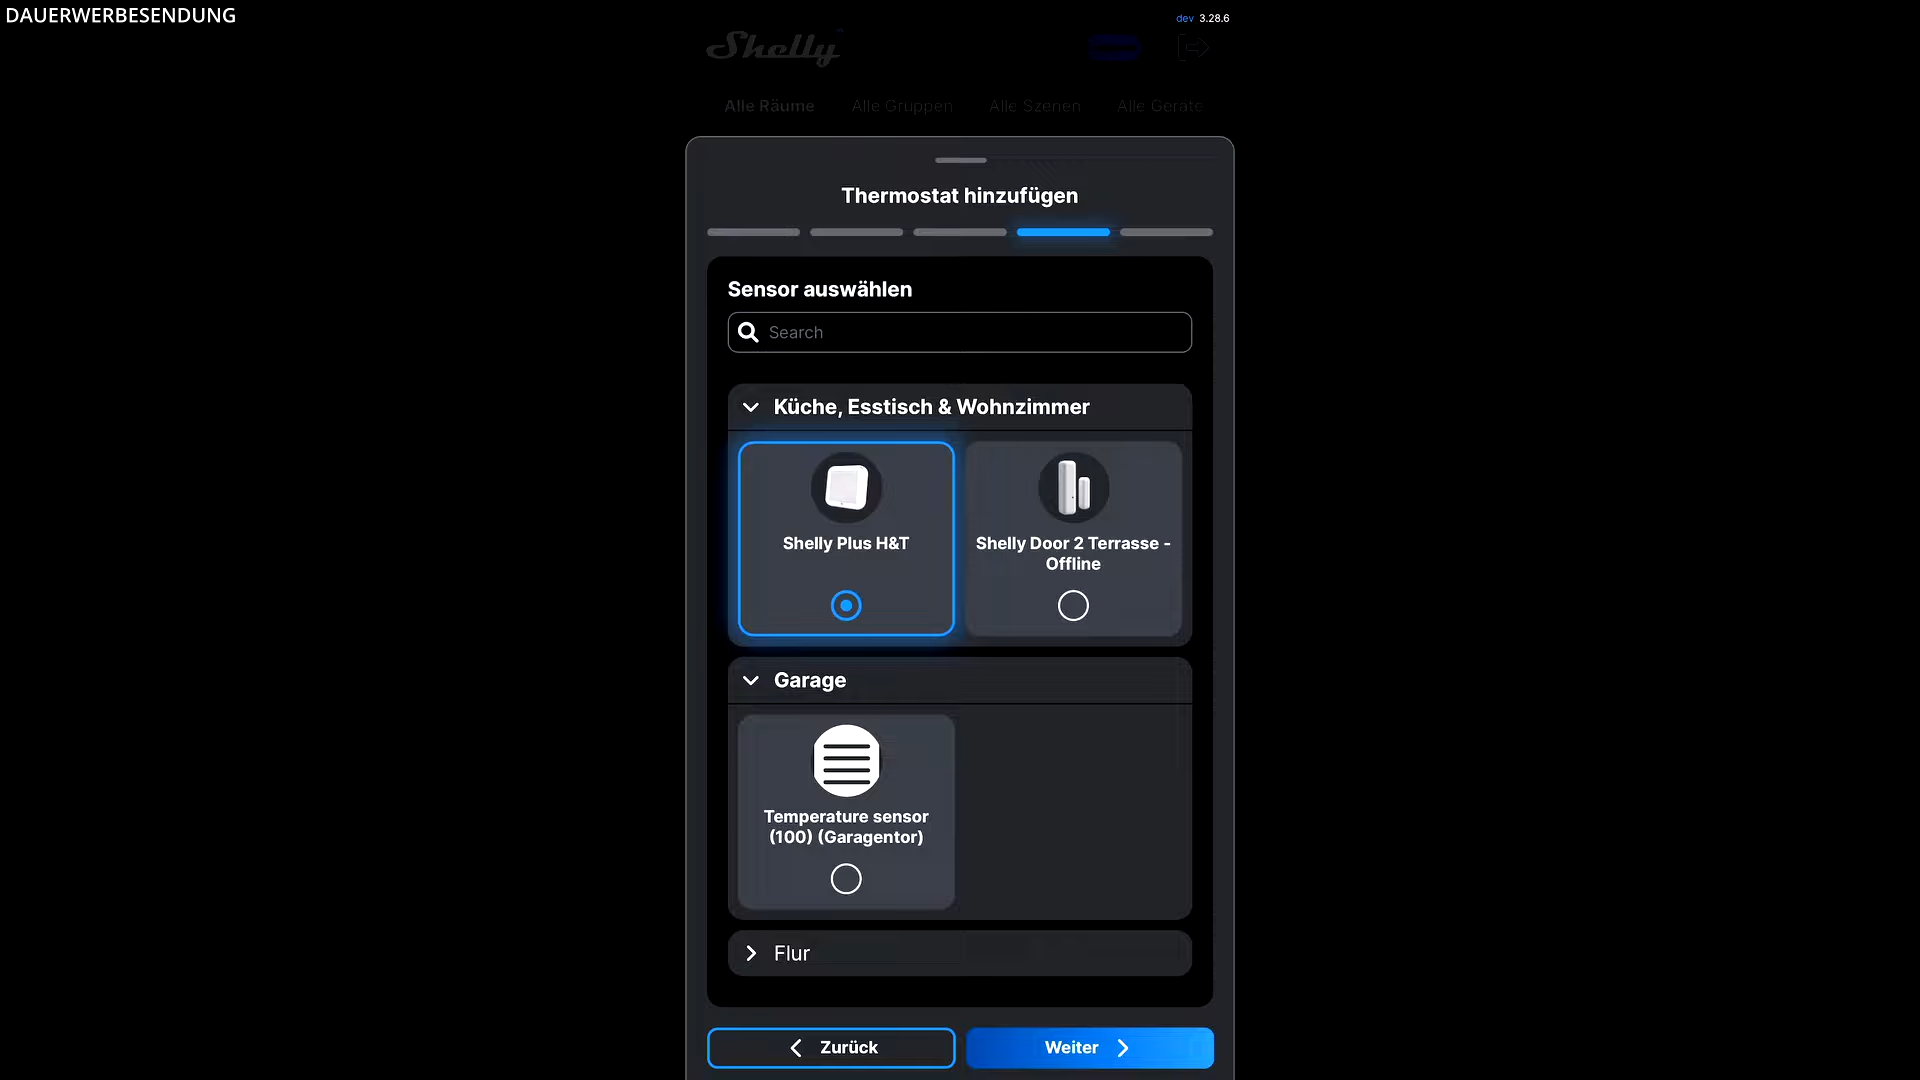 DAUERWERBESENDUNG
dev 3.28.6
Shelly
Alle Räume Alle Gruppen Alle Szenen Alle Geräte
Thermostat hinzufügen
Sensor auswählen
Search
Küche, Esstisch & Wohnzimmer
Shelly Plus H&T
Shelly Door 2 Terrasse -
Offline
Garage
Temperature sensor
(100) (Garagentor)
Flur
Zurück
Weiter